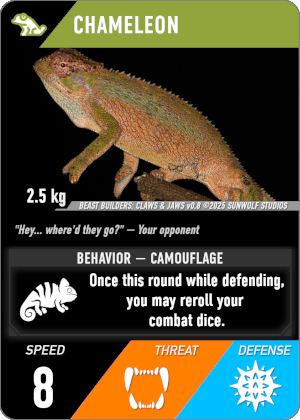 CHAMELEON
2.5 kg
BEAST BUILDERS: CLAWS & JAWS v0.8 ©2025 SUNWOLF STUDIOS
"Hey... where'd they go?" — Your opponent
BEHAVIOR — CAMOUFLAGE
Once this round while defending,
you may reroll your
combat dice.
SPEED THREAT DEFENSE
8